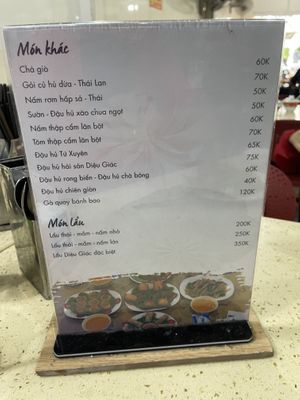 Món khác
Chả giò 60K
Gỏi củ hủ dừa - Thái Lan 70K
Nấm rơm hấp sả - Thái 50K
Sườn - Đậu hủ xào chua ngọt 50K
Nấm thập cẩm lăn bột 60K
Tôm thập cẩm lăn bột 70K
Đậu hủ Tứ Xuyên 65K
Đậu hủ hải sản Diệu Giác 75K
Đậu hủ rong biển - Đậu hủ chà bông 60K
Đậu hủ chiên giòn 40K
Gà quay bánh bao 120K
Món Lẩu
Lẩu thái - mắm - nấm nhỏ 200K
Lẩu thái - mắm - nấm lớn 250K
Lẩu Diệu Giác đặc biệt 350K